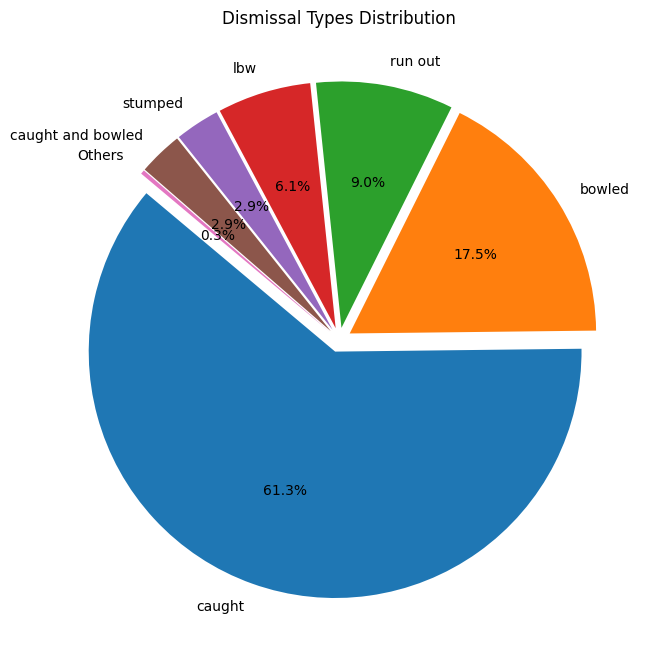 Dismissal Types Distribution
run out
lbw
stumped
caught and bowled
Others
bowled
6.1%
9.0%
2.9%
2.9%
0.3%
17.5%
61.3%
caught